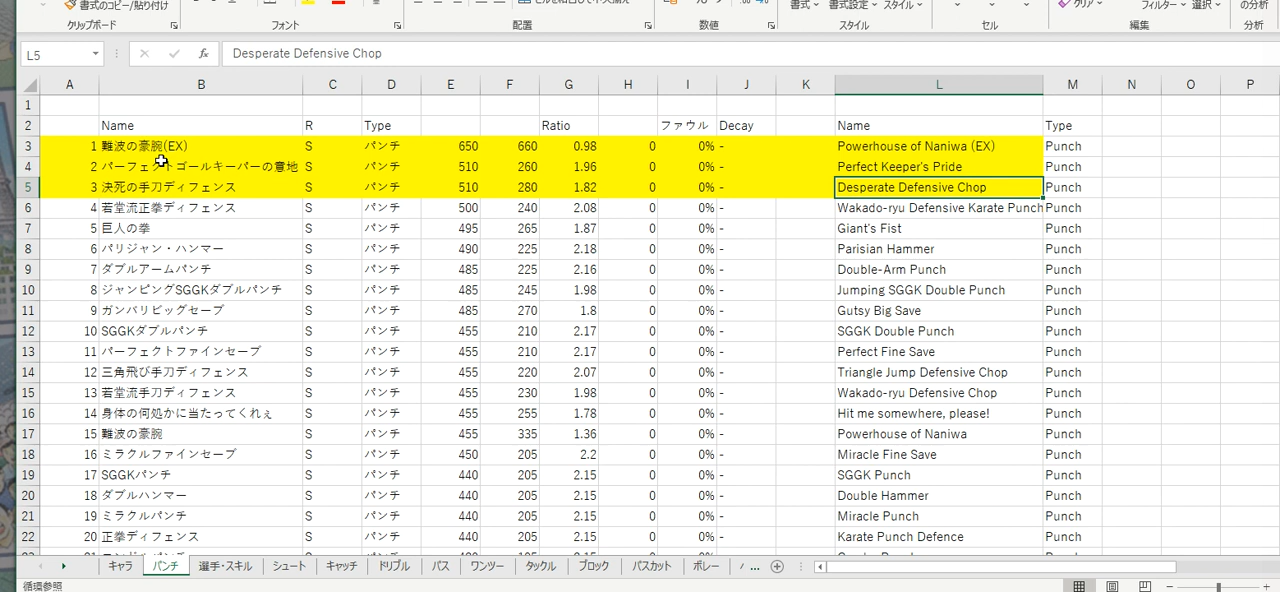 書式のコピー/貼り付け
書式 書式設定 スタイル
クリア フィルター 選択 の分析
クリップボード フォント 配置 数値 スタイル セル 編集 分析
L5 fx Desperate Defensive Chop
A B C D E F G H I J K L M N O P
1
2 Name R Type Ratio ファウル Decay Name Type
3 1 難波の豪腕(EX) S パンチ 650 660 0.98 0 0% - Powerhouse of Naniwa (EX) Punch
4 2 パーフェクトゴールキーパーの意地 S パンチ 510 260 1.96 0 0% - Perfect Keeper's Pride Punch
5 3 決死の手刀ディフェンス S パンチ 510 280 1.82 0 0% - Desperate Defensive Chop Punch
6 4 若堂流正拳ディフェンス S パンチ 500 240 2.08 0 0% - Wakado-ryu Defensive Karate Punch Punch
7 5 巨人の拳 S パンチ 495 265 1.87 0 0% - Giant's Fist Punch
8 6 パリジャン・ハンマー S パンチ 490 225 2.18 0 0% - Parisian Hammer Punch
9 7 ダブルアームパンチ S パンチ 485 225 2.16 0 0% - Double-Arm Punch Punch
10 8 ジャンピングSGGKダブルパンチ S パンチ 485 245 1.98 0 0% - Jumping SGGK Double Punch Punch
11 9 ガンバリビッグセーブ S パンチ 485 270 1.8 0 0% - Gutsy Big Save Punch
12 10 SGGKダブルパンチ S パンチ 455 210 2.17 0 0% - SGGK Double Punch Punch
13 11 パーフェクトファインセーブ S パンチ 455 210 2.17 0 0% - Perfect Fine Save Punch
14 12 三角飛び手刀ディフェンス S パンチ 455 220 2.07 0 0% - Triangle Jump Defensive Chop Punch
15 13 若堂流手刀ディフェンス S パンチ 455 230 1.98 0 0% - Wakado-ryu Defensive Chop Punch
16 14 身体の何処かに当たってくれぇ S パンチ 455 255 1.78 0 0% - Hit me somewhere, please! Punch
17 15 難波の豪腕 S パンチ 455 335 1.36 0 0% - Powerhouse of Naniwa Punch
18 16 ミラクルファインセーブ S パンチ 450 205 2.2 0 0% - Miracle Fine Save Punch
19 17 SGGKパンチ S パンチ 440 205 2.15 0 0% - SGGK Punch Punch
20 18 ダブルハンマー S パンチ 440 205 2.15 0 0% - Double Hammer Punch
21 19 ミラクルパンチ S パンチ 440 205 2.15 0 0% - Miracle Punch Punch
22 20 正拳ディフェンス S パンチ 440 205 2.15 0 0% - Karate Punch Defence Punch
キャラ パンチ 選手・スキル シュート キャッチ ドリブル パス ワンツー タックル ブロック パスカット ボレー ...
循環参照